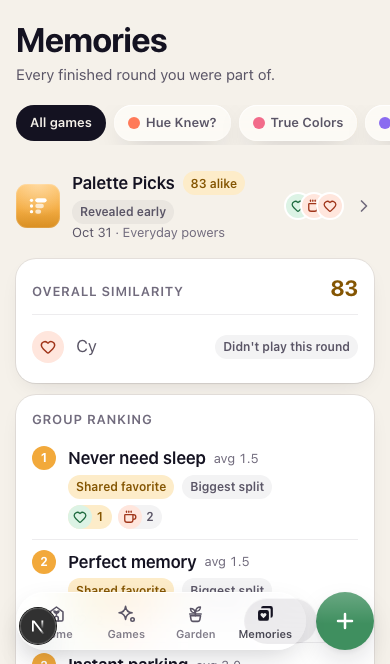 Memories
Every finished round you were part of.
All games
Hue Knew?
True Colors
Palette Picks 83 alike
Revealed early
Oct 31 · Everyday powers
OVERALL SIMILARITY 83
Cy Didn't play this round
GROUP RANKING
1 Never need sleep avg 1.5
Shared favorite Biggest split
1 2
2 Perfect memory avg 1.5
Shared favorite Biggest split
N
Games Garden Memories
Instant parking